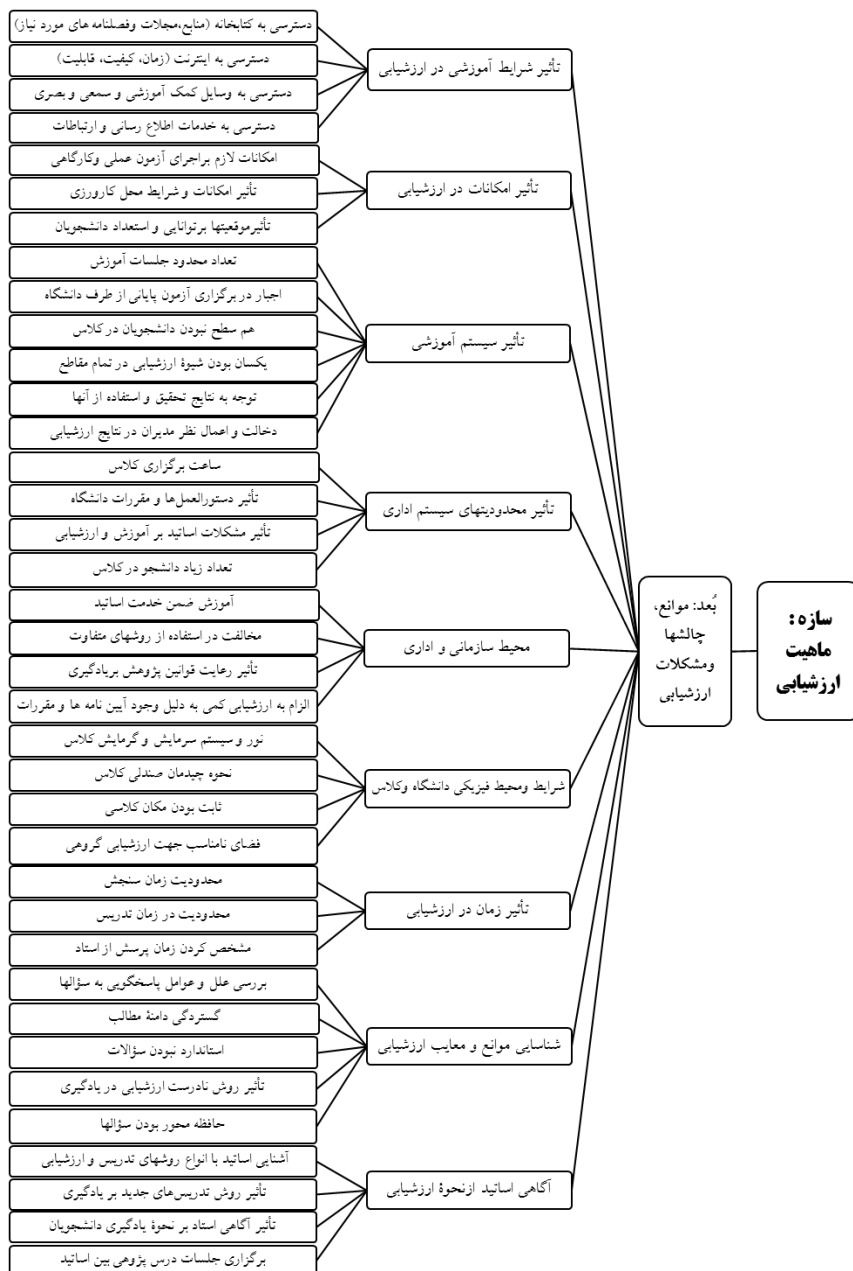 سازه:
ماهیت
ارزشیابی
بُعد: موانع،
چالشها
ومشکلات
ارزشیابی
تأثیر شرایط آموزشی در ارزشیابی
دسترسی به کتابخانه (منابع،مجلات وفصلنامه های مورد نیاز)
دسترسی به اینترنت (زمان، کیفیت، قابلیت)
دسترسی به وسایل کمک آموزشی و سمعی و بصری
دسترسی به خدمات اطلاع رسانی و ارتباطات
تأثیر امکانات در ارزشیابی
امکانات لازم براجرای آزمون عملی وکارگاهی
تأثیر امکانات و شرایط محل کارورزی
تأثیرموقعیتها برتوانایی و استعداد دانشجویان
تأثیر سیستم آموزشی
تعداد محدود جلسات آموزش
اجبار در برگزاری آزمون پایانی از طرف دانشگاه
هم سطح نبودن دانشجویان در کلاس
یکسان بودن شیوۀ ارزشیابی در تمام مقاطع
توجه به نتایج تحقیق و استفاده از آنها
دخالت و اعمال نظر مدیران در نتایج ارزشیابی
تأثیر محدودیتهای سیستم اداری
ساعت برگزاری کلاس
تأثیر دستورالعمل‌ها و مقررات دانشگاه
تأثیر مشکلات اساتید بر آموزش و ارزشیابی
تعداد زیاد دانشجو در کلاس
محیط سازمانی و اداری
آموزش ضمن خدمت اساتید
مخالفت در استفاده از روشهای متفاوت
تأثیر رعایت قوانین پژوهش بریادگیری
الزام به ارزشیابی کمی به دلیل وجود آیین نامه ها و مقررات
شرایط ومحیط فیزیکی دانشگاه وکلاس
نور و سیستم سرمایش و گرمایش کلاس
نحوه چیدمان صندلی کلاس
ثابت بودن مکان کلاسی
فضای نامناسب جهت ارزشیابی گروهی
تأثیر زمان در ارزشیابی
محدودیت زمان سنجش
محدودیت در زمان تدریس
مشخص کردن زمان پرسش از استاد
شناسایی موانع و معایب ارزشیابی
بررسی علل و عوامل پاسخگویی به سؤالها
گستردگی دامنۀ مطالب
استاندارد نبودن سؤالات
تأثیر روش نادرست ارزشیابی در یادگیری
حافظه محور بودن سؤالها
آگاهی اساتید ازنحوۀ ارزشیابی
آشنایی اساتید با انواع روشهای تدریس و ارزشیابی
تأثیر روش تدریس‌های جدید بر یادگیری
تأثیر آگاهی استاد بر نحوۀ یادگیری دانشجویان
برگزاری جلسات درس پژوهی بین اساتید